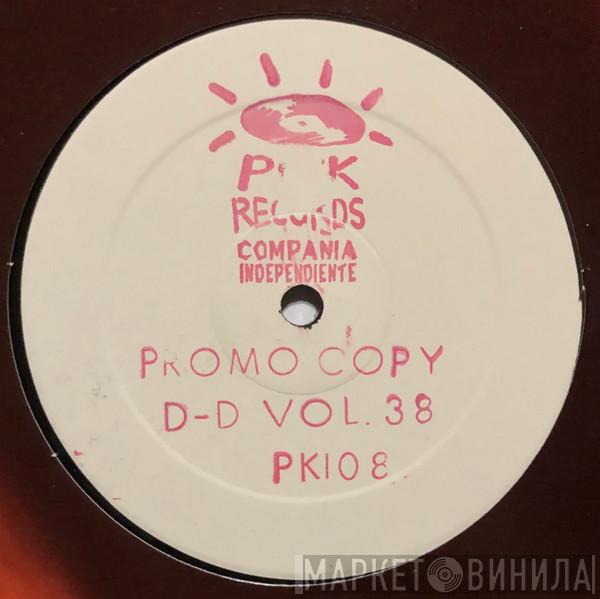 RECORDS
COMPANIA
INDEPENDIENTE
PROMO COPY
D-D VOL. 38
PK108
МАРКЕТ ВИНИЛА